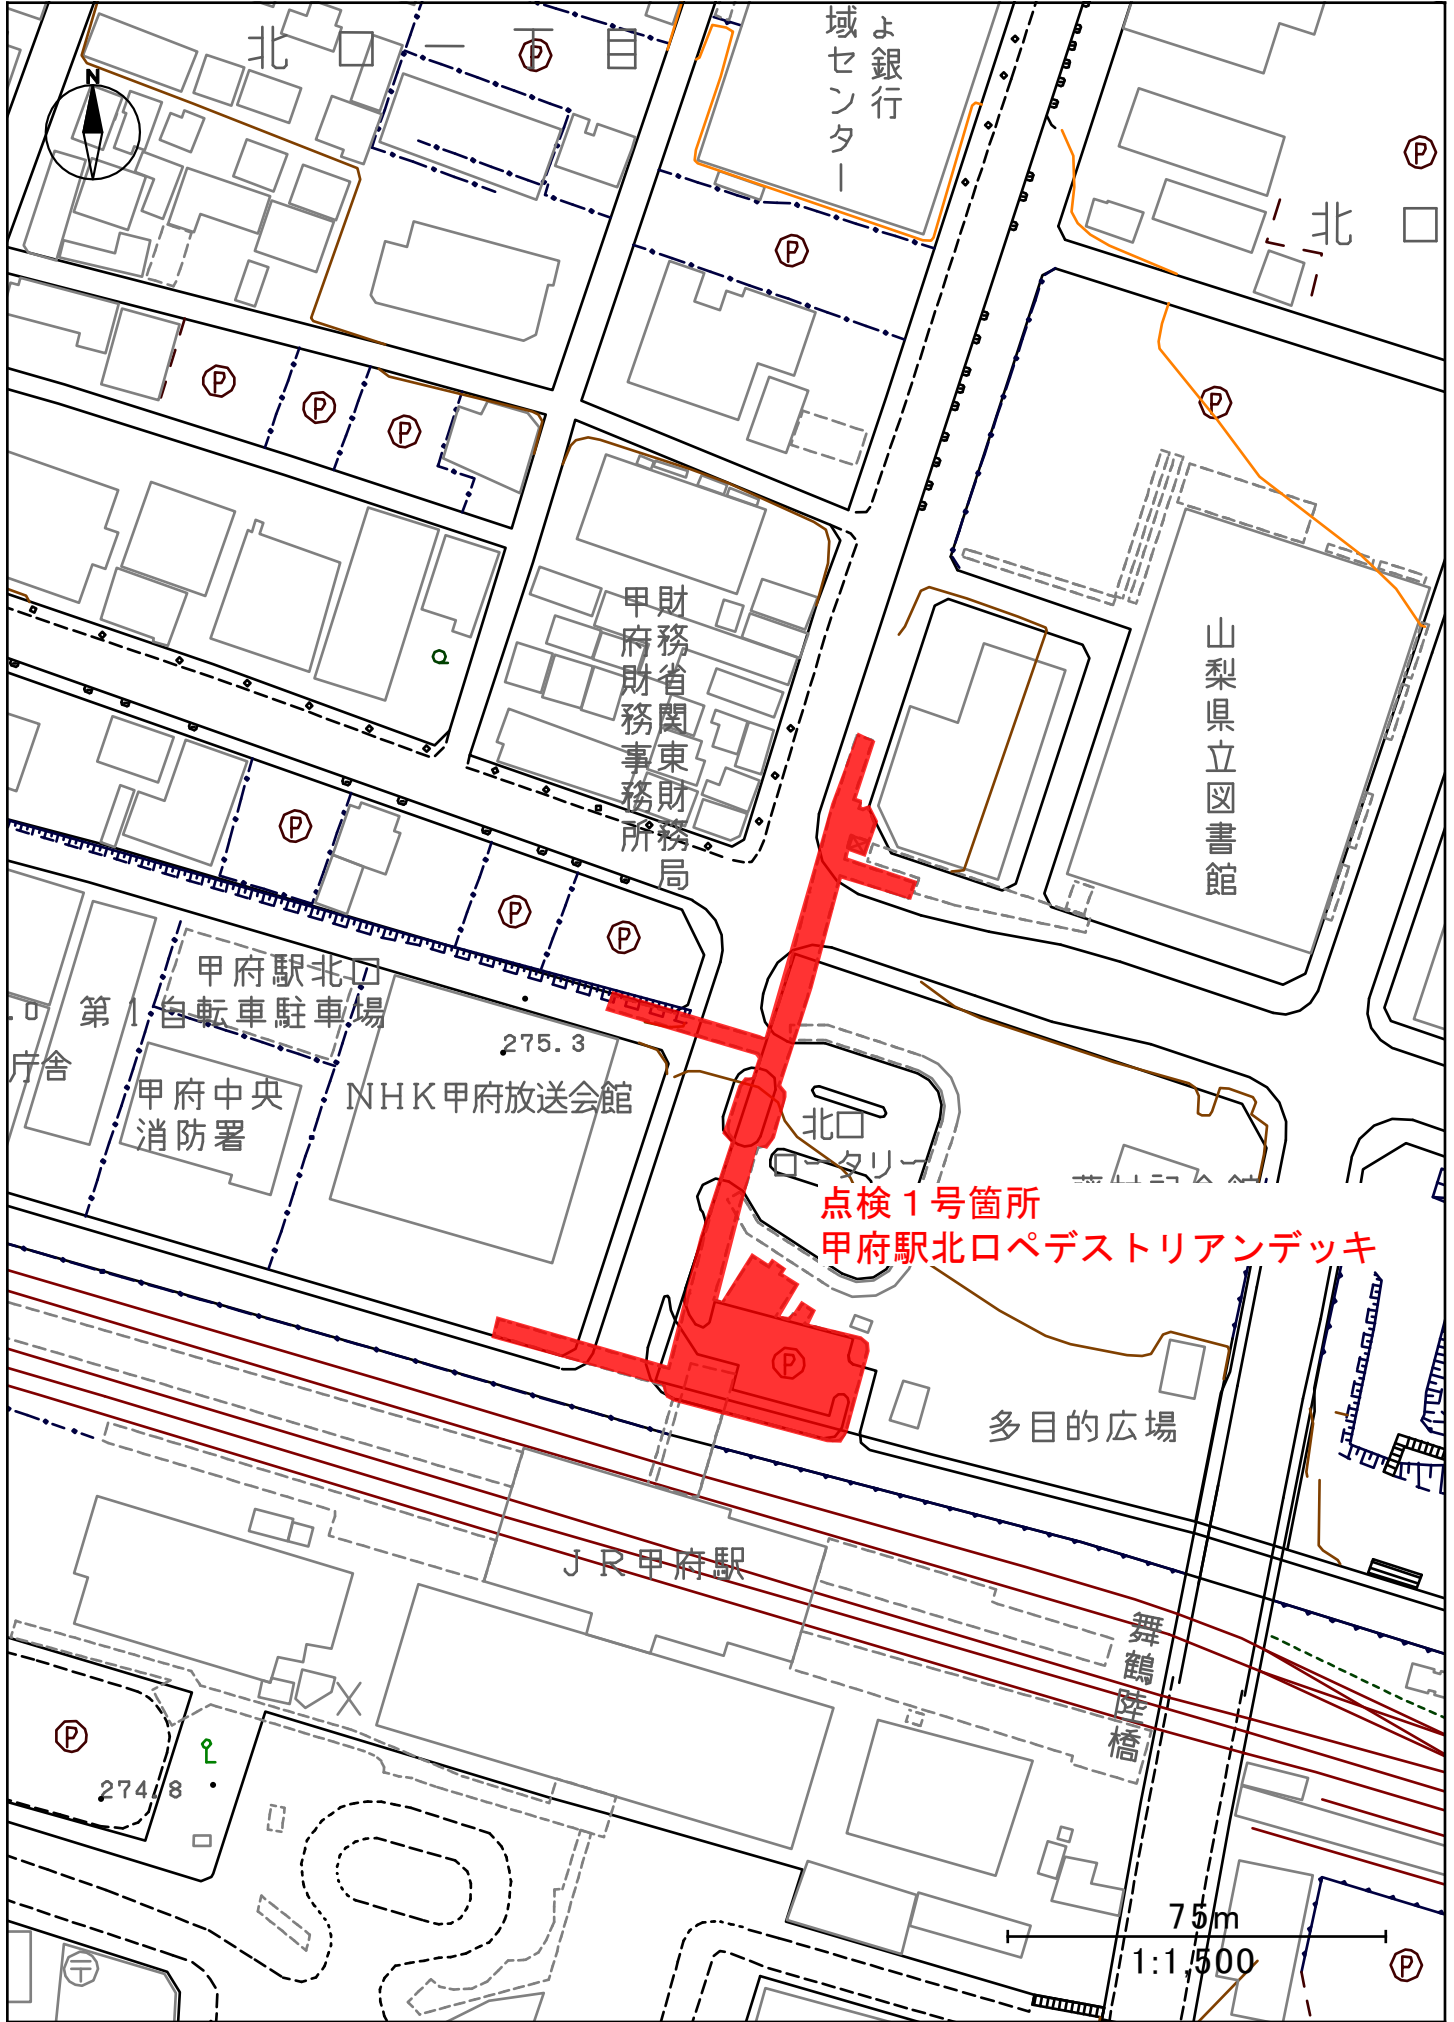 北口一丁目
ょ銀行
域センター
N
北口
財務省関東財務局
甲府財務事務所
山梨県立図書館
甲府駅北口
第１自転車駐車場
275.3
庁舎
甲府中央
消防署
NHK甲府放送会館
北口
ロータリー
点検１号箇所
甲府駅北口ペデストリアンデッキ
多目的広場
ＪＲ甲府駅
舞鶴陸橋
274.8
75m
1:1,500
P
P
P
P
P
P
P
P
P
P
P
P
P
P